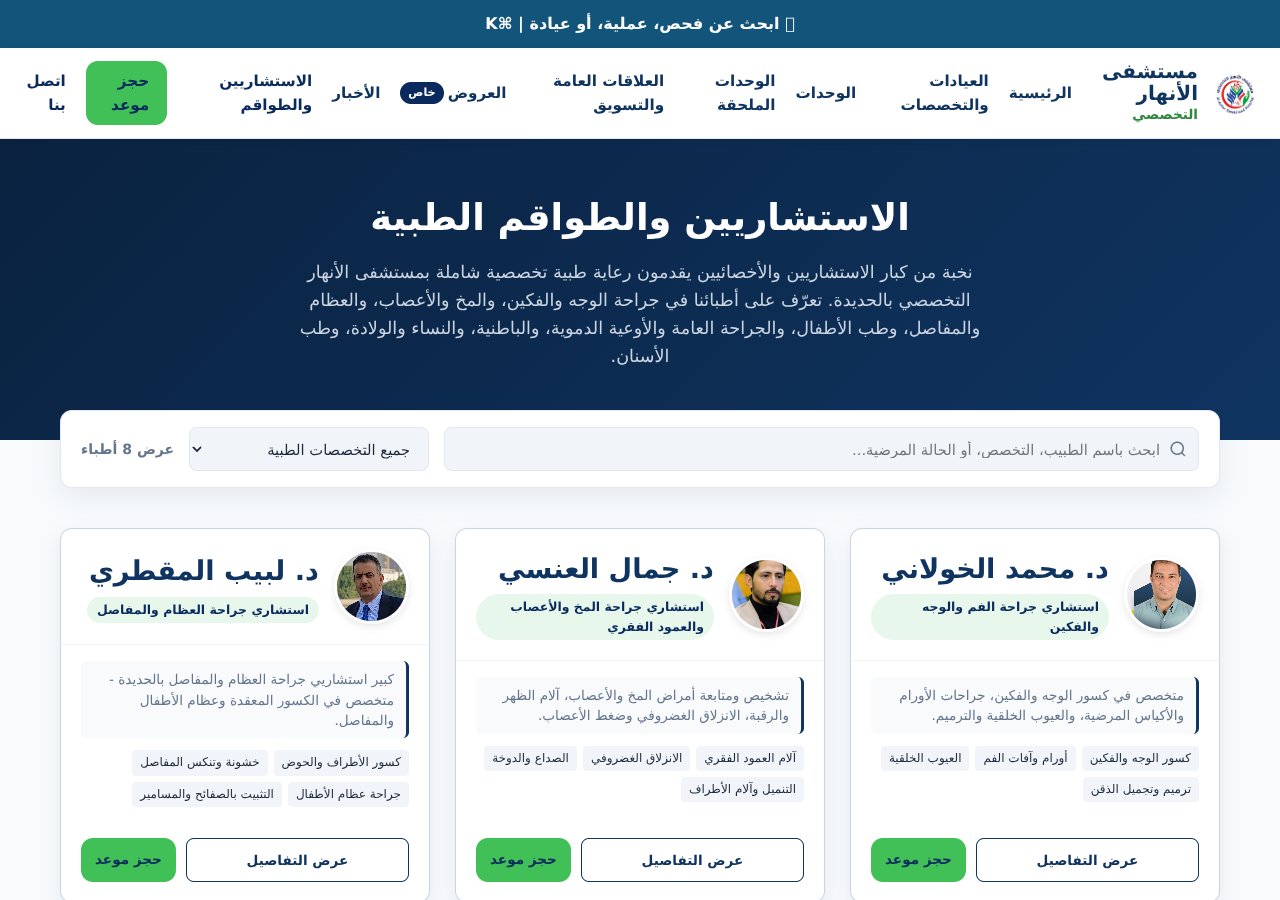 ابحث عن فحص، عملية، أو عيادة | ⌘K
مستشفى
الأنهار
التخصصي
الرئيسية
العيادات
والتخصصات
الوحدات
الوحدات
الملحقة
العلاقات العامة
والتسويق
العروض خاص
الأخبار
الاستشاريين
والطواقم
حجز
موعد
اتصل
بنا
الاستشاريين والطواقم الطبية
نخبة من كبار الاستشاريين والأخصائيين يقدمون رعاية طبية تخصصية شاملة بمستشفى الأنهار
التخصصي بالحديدة. تعرّف على أطبائنا في جراحة الوجه والفكين، والمخ والأعصاب، والعظام
والمفاصل، وطب الأطفال، والجراحة العامة والأوعية الدموية، والباطنية، والنساء والولادة، وطب
الأسنان.
ابحث باسم الطبيب، التخصص، أو الحالة المرضية...
جميع التخصصات الطبية
عرض 8 أطباء
د. محمد الخولاني
استشاري جراحة الفم والوجه
والفكين
متخصص في كسور الوجه والفكين، جراحات الأورام
والأكياس المرضية، والعيوب الخلقية والترميم.
كسور الوجه والفكين
أورام وآفات الفم
العيوب الخلقية
ترميم وتجميل الذقن
عرض التفاصيل
حجز موعد
د. جمال العنسي
استشاري جراحة المخ والأعصاب
والعمود الفقري
تشخيص ومتابعة أمراض المخ والأعصاب، آلام الظهر
والرقبة، الانزلاق الغضروفي وضغط الأعصاب.
آلام العمود الفقري
الانزلاق الغضروفي
الصداع والدوخة
التنميل وآلام الأطراف
عرض التفاصيل
حجز موعد
د. لبيب المقطري
استشاري جراحة العظام والمفاصل
كبير استشاريي جراحة العظام والمفاصل بالحديدة -
متخصص في الكسور المعقدة وعظام الأطفال
والمفاصل.
كسور الأطراف والحوض
خشونة وتنكس المفاصل
جراحة عظام الأطفال
التثبيت بالصفائح والمسامير
عرض التفاصيل
حجز موعد